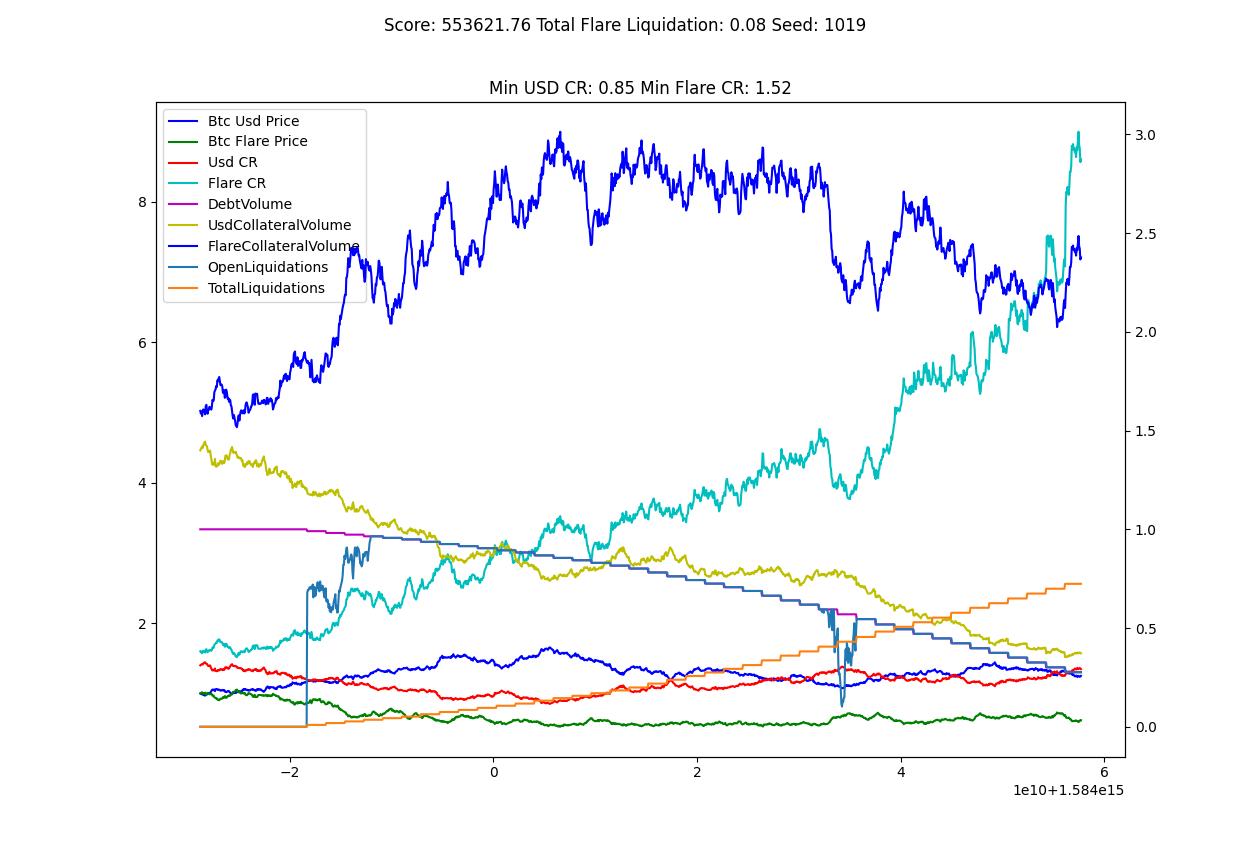 Score: 553621.76 Total Flare Liquidation: 0.08 Seed: 1019
Min USD CR: 0.85 Min Flare CR: 1.52
Btc Usd Price
Btc Flare Price
Usd CR
Flare CR
DebtVolume
UsdCollateralVolume
FlareCollateralVolume
OpenLiquidations
TotalLiquidations
8
6
4
2
3.0
2.5
2.0
1.5
1.0
0.5
0.0
−2
0
2
4
6
1e10+1.584e15